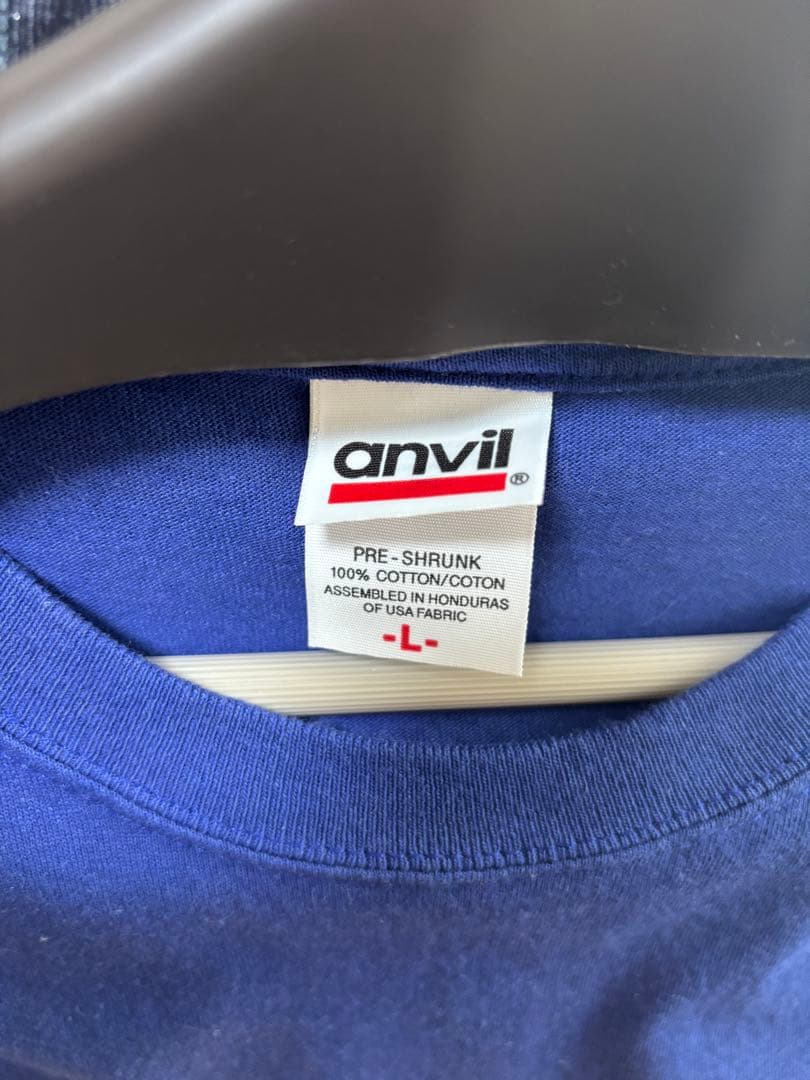 anvil®
PRE-SHRUNK
100% COTTON/COTON
ASSEMBLED IN HONDURAS
OF USA FABRIC
-L-